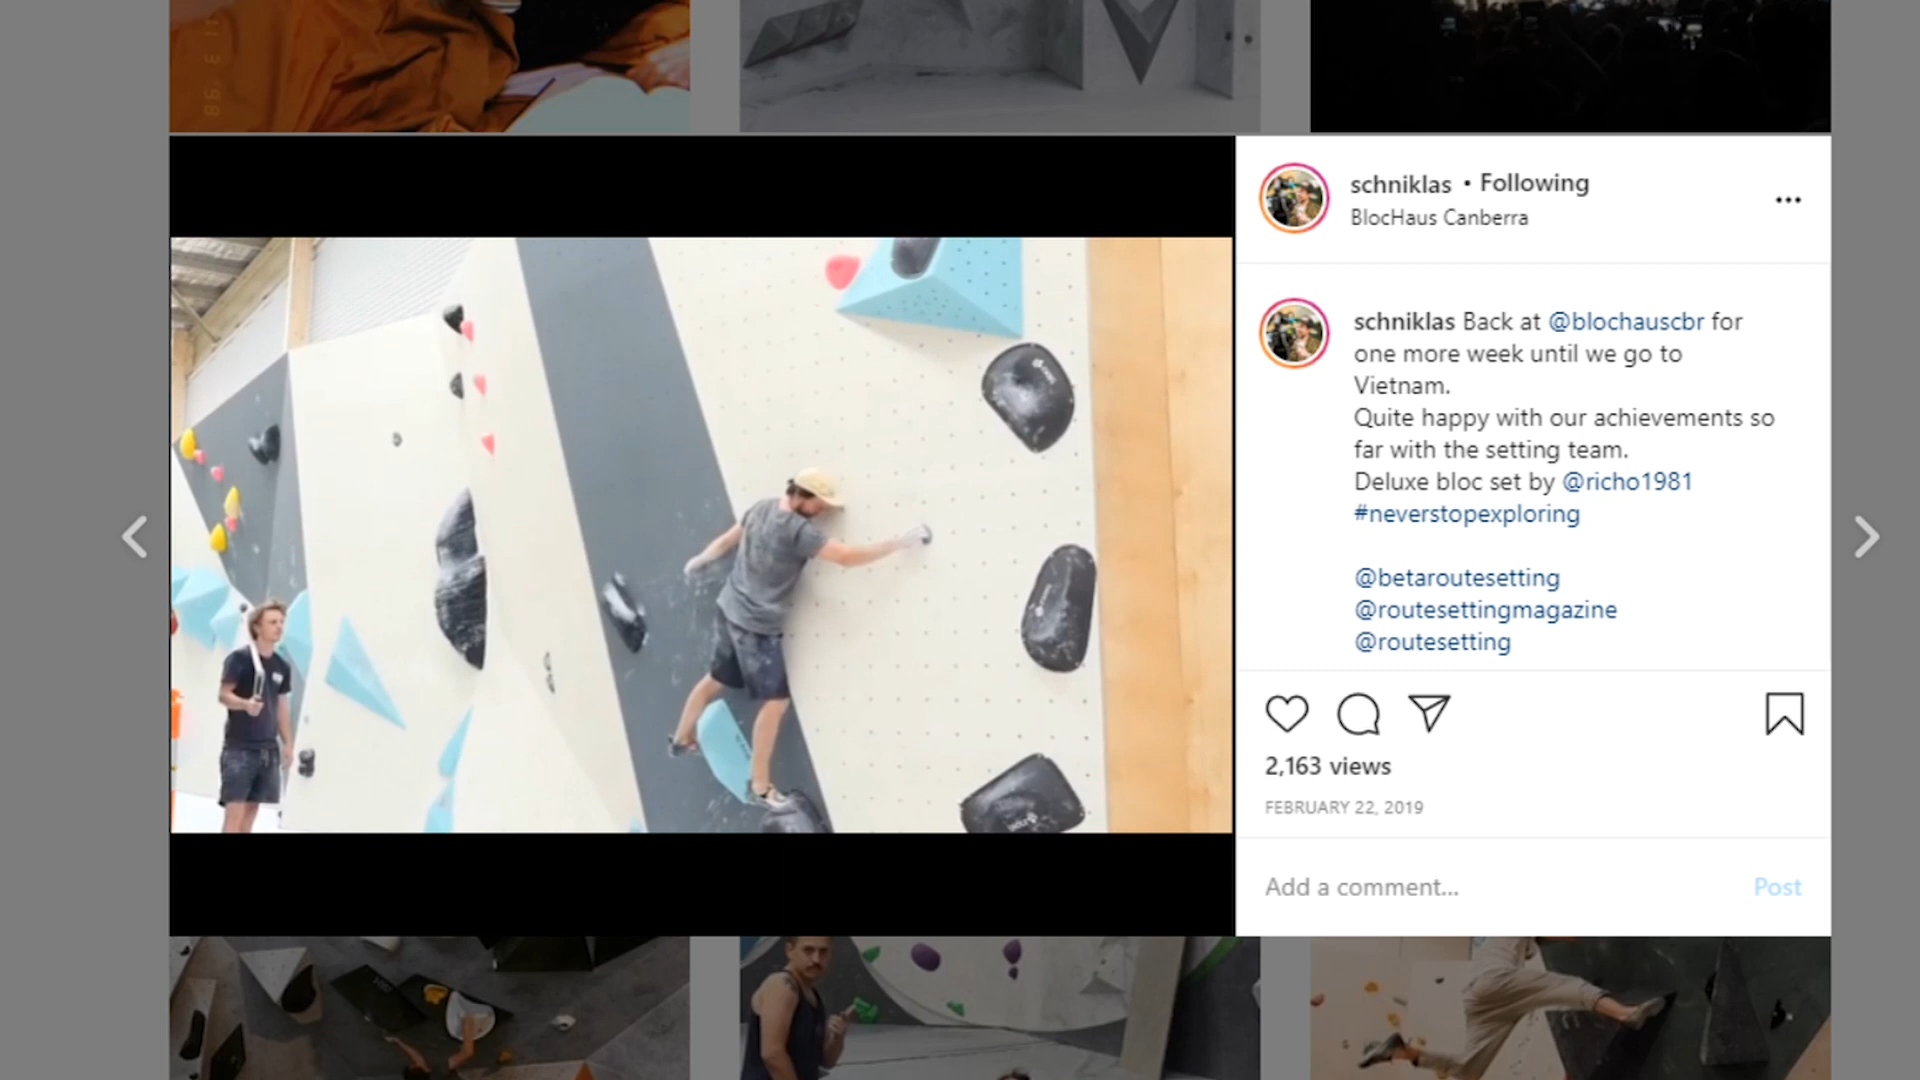 schniklas • Following
BlocHaus Canberra
schniklas Back at @blochauscbr for
one more week until we go to
Vietnam.
Quite happy with our achievements so
far with the setting team.
Deluxe bloc set by @richo1981
#neverstopexploring
@betaroutesetting
@routesettingmagazine
@routesetting
2,163 views
FEBRUARY 22, 2019
Add a comment...
Post